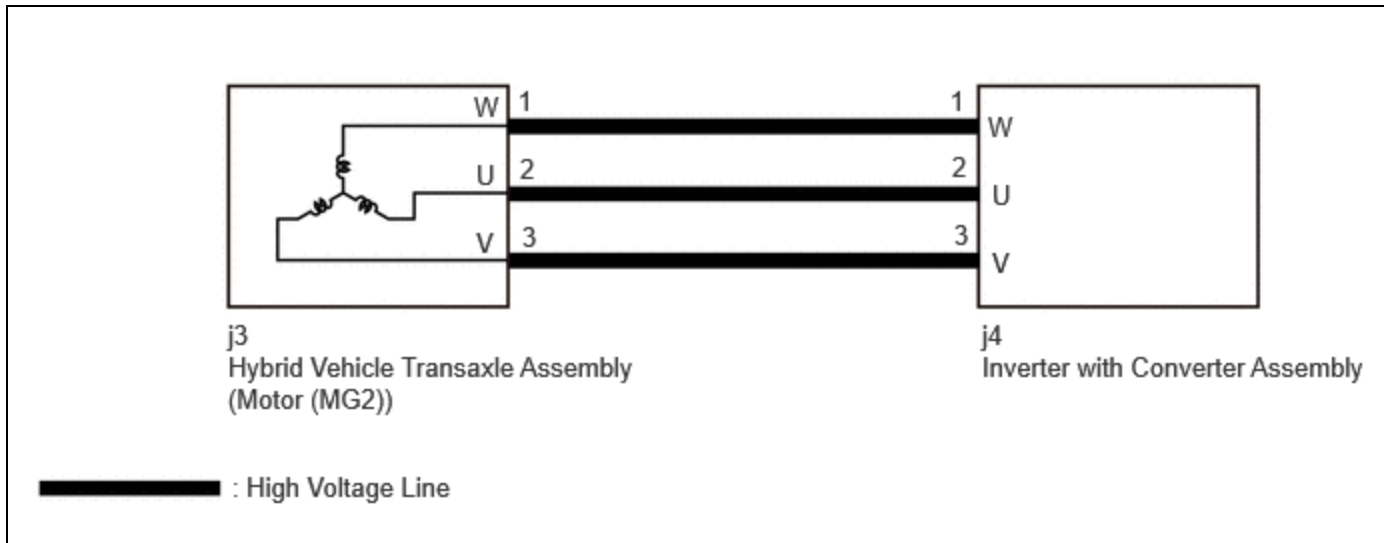 W 1 1 W
U 2 2 U
V 3 3 V
j3
Hybrid Vehicle Transaxle Assembly
(Motor (MG2))
j4
Inverter with Converter Assembly
: High Voltage Line